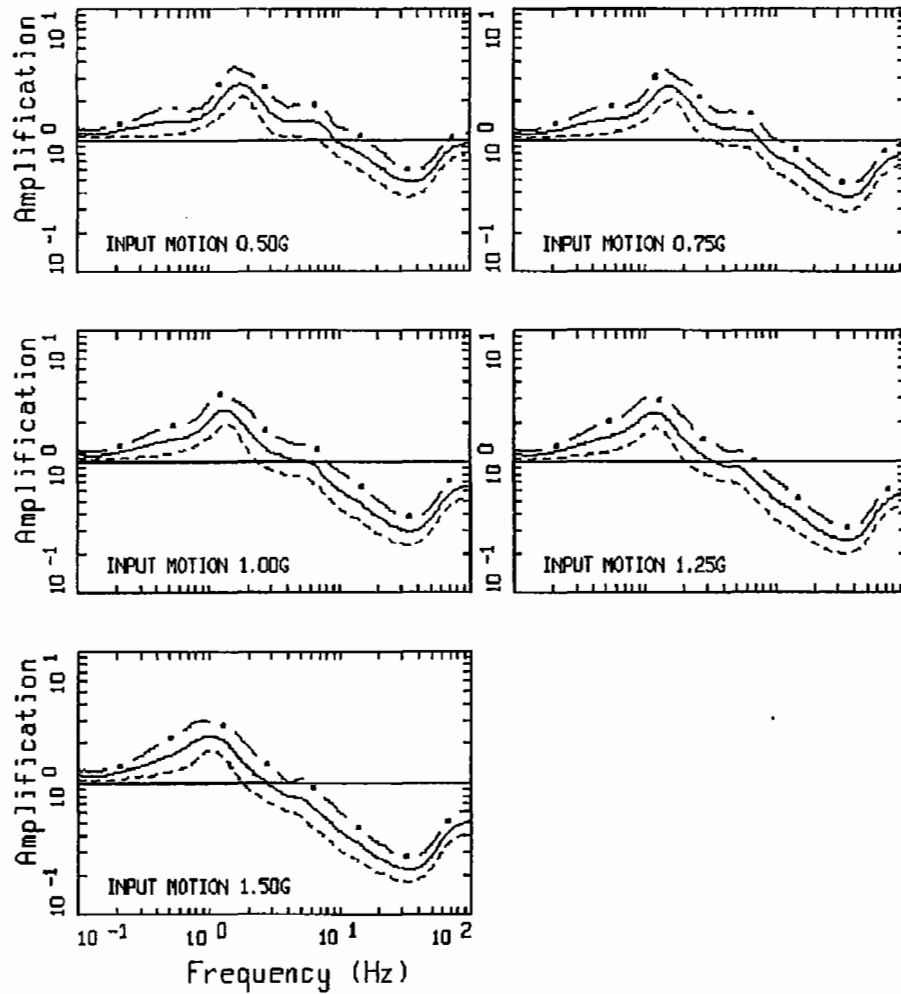 Amplification
10^1
10^0
10^-1
INPUT MOTION 0.50G
10^1
10^0
10^-1
INPUT MOTION 0.75G
Amplification
10^1
10^0
10^-1
INPUT MOTION 1.00G
10^1
10^0
10^-1
INPUT MOTION 1.25G
Amplification
10^1
10^0
10^-1
INPUT MOTION 1.50G
10^-1 10^0 10^1 10^2
Frequency (Hz)